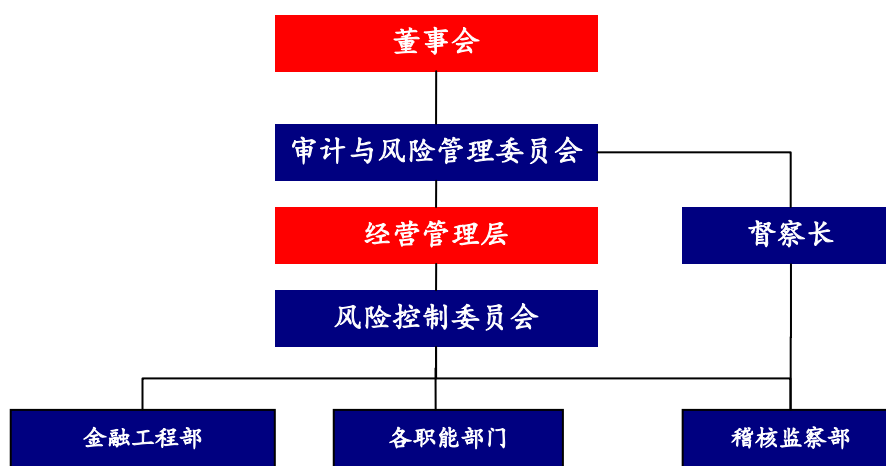 董事会
审计与风险管理委员会
经营管理层
督察长
风险控制委员会
金融工程部
各职能部门
稽核监察部